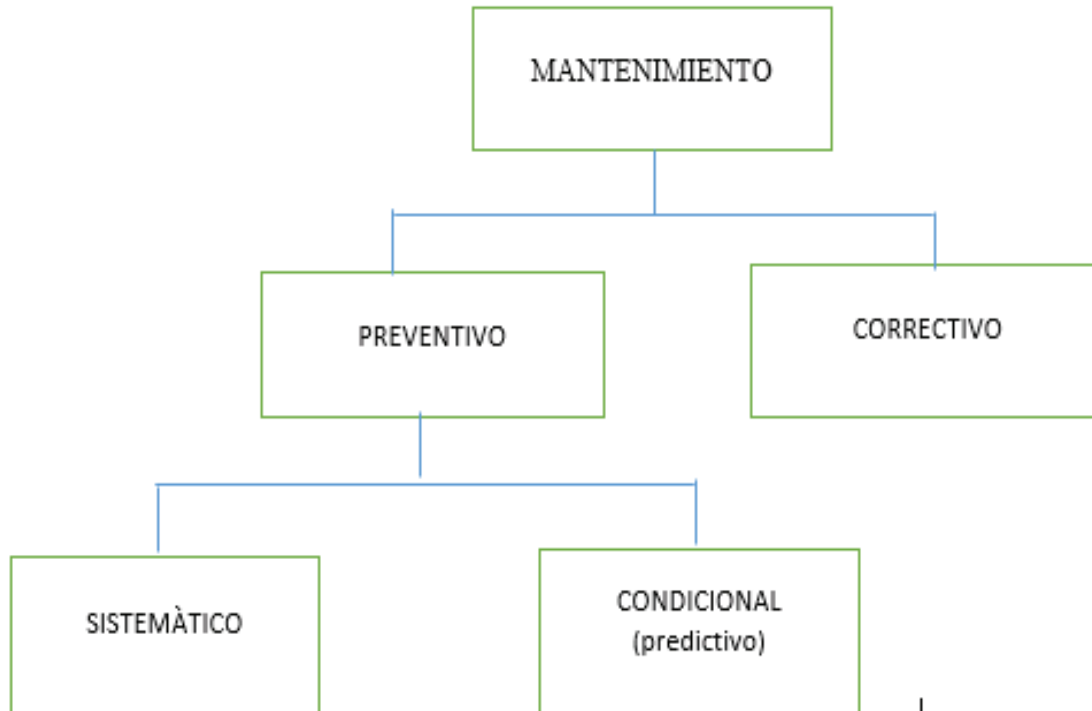 MANTENIMIENTO
PREVENTIVO
CORRECTIVO
SISTEMÀTICO
CONDICIONAL
(predictivo)